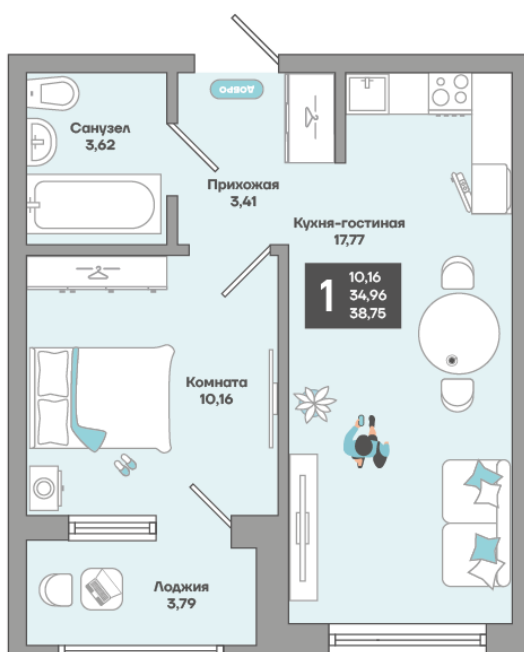 ДОБРО
Санузел
3,62
Прихожая
3,41
Кухня-гостиная
17,77
1
10,16
34,96
38,75
Комната
10,16
Лоджия
3,79